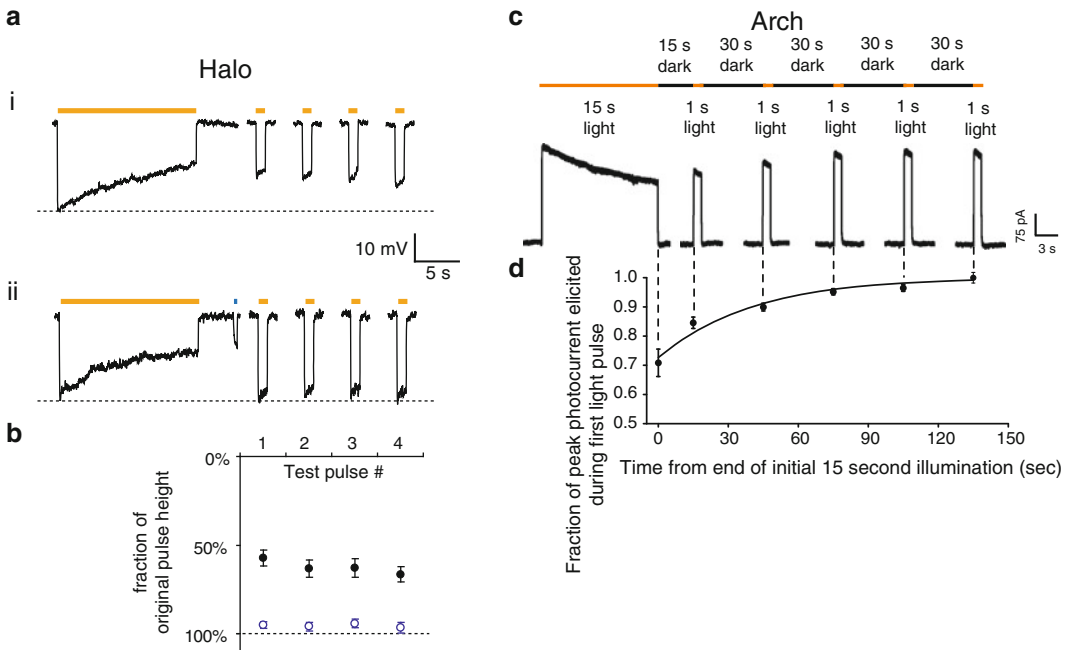 a
Halo
i
10 mV
5 s
ii
b
1 2 3 4
Test pulse #
0%
50%
100%
fraction of
original pulse height
c
Arch
15 s
dark
30 s
dark
30 s
dark
30 s
dark
30 s
dark
15 s
light
1 s
light
1 s
light
1 s
light
1 s
light
1 s
light
75 pA
3 s
d
1.0
0.9
0.8
0.7
0.6
0.5
0 30 60 90 120 150
Time from end of initial 15 second illumination (sec)
Fraction of peak photocurrent elicited
during first light pulse